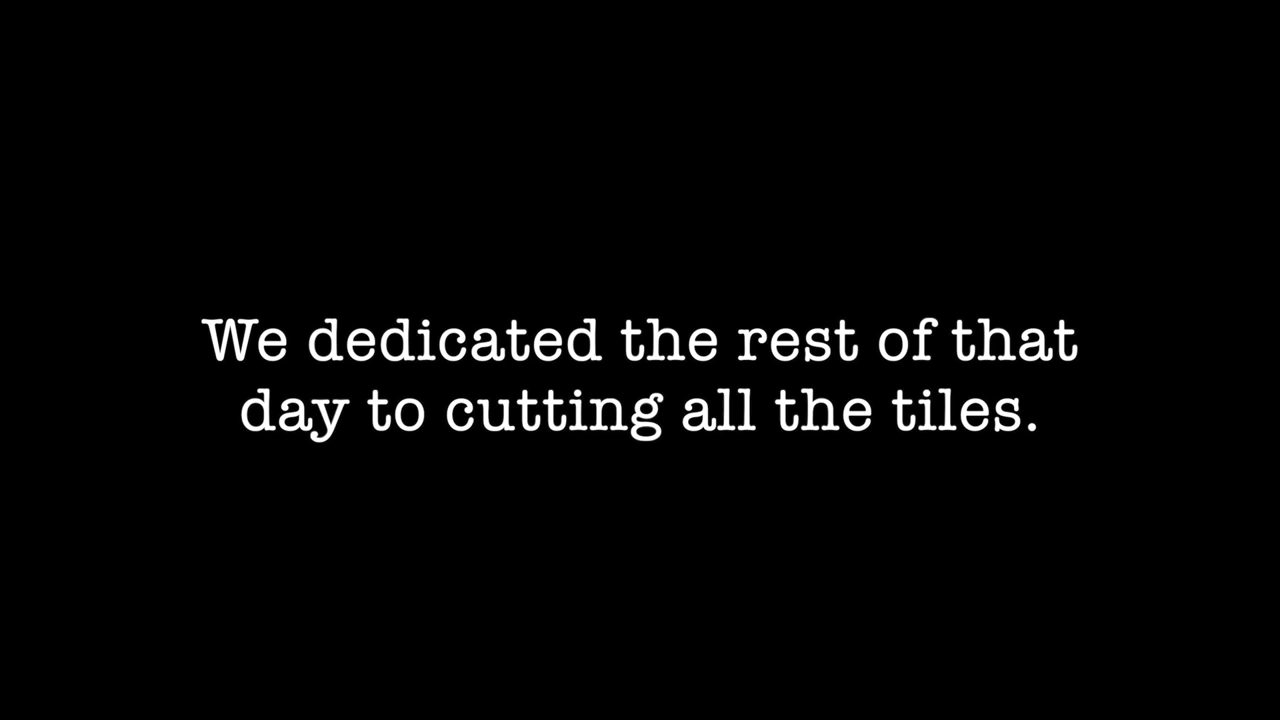 We dedicated the rest of that
day to cutting all the tiles.